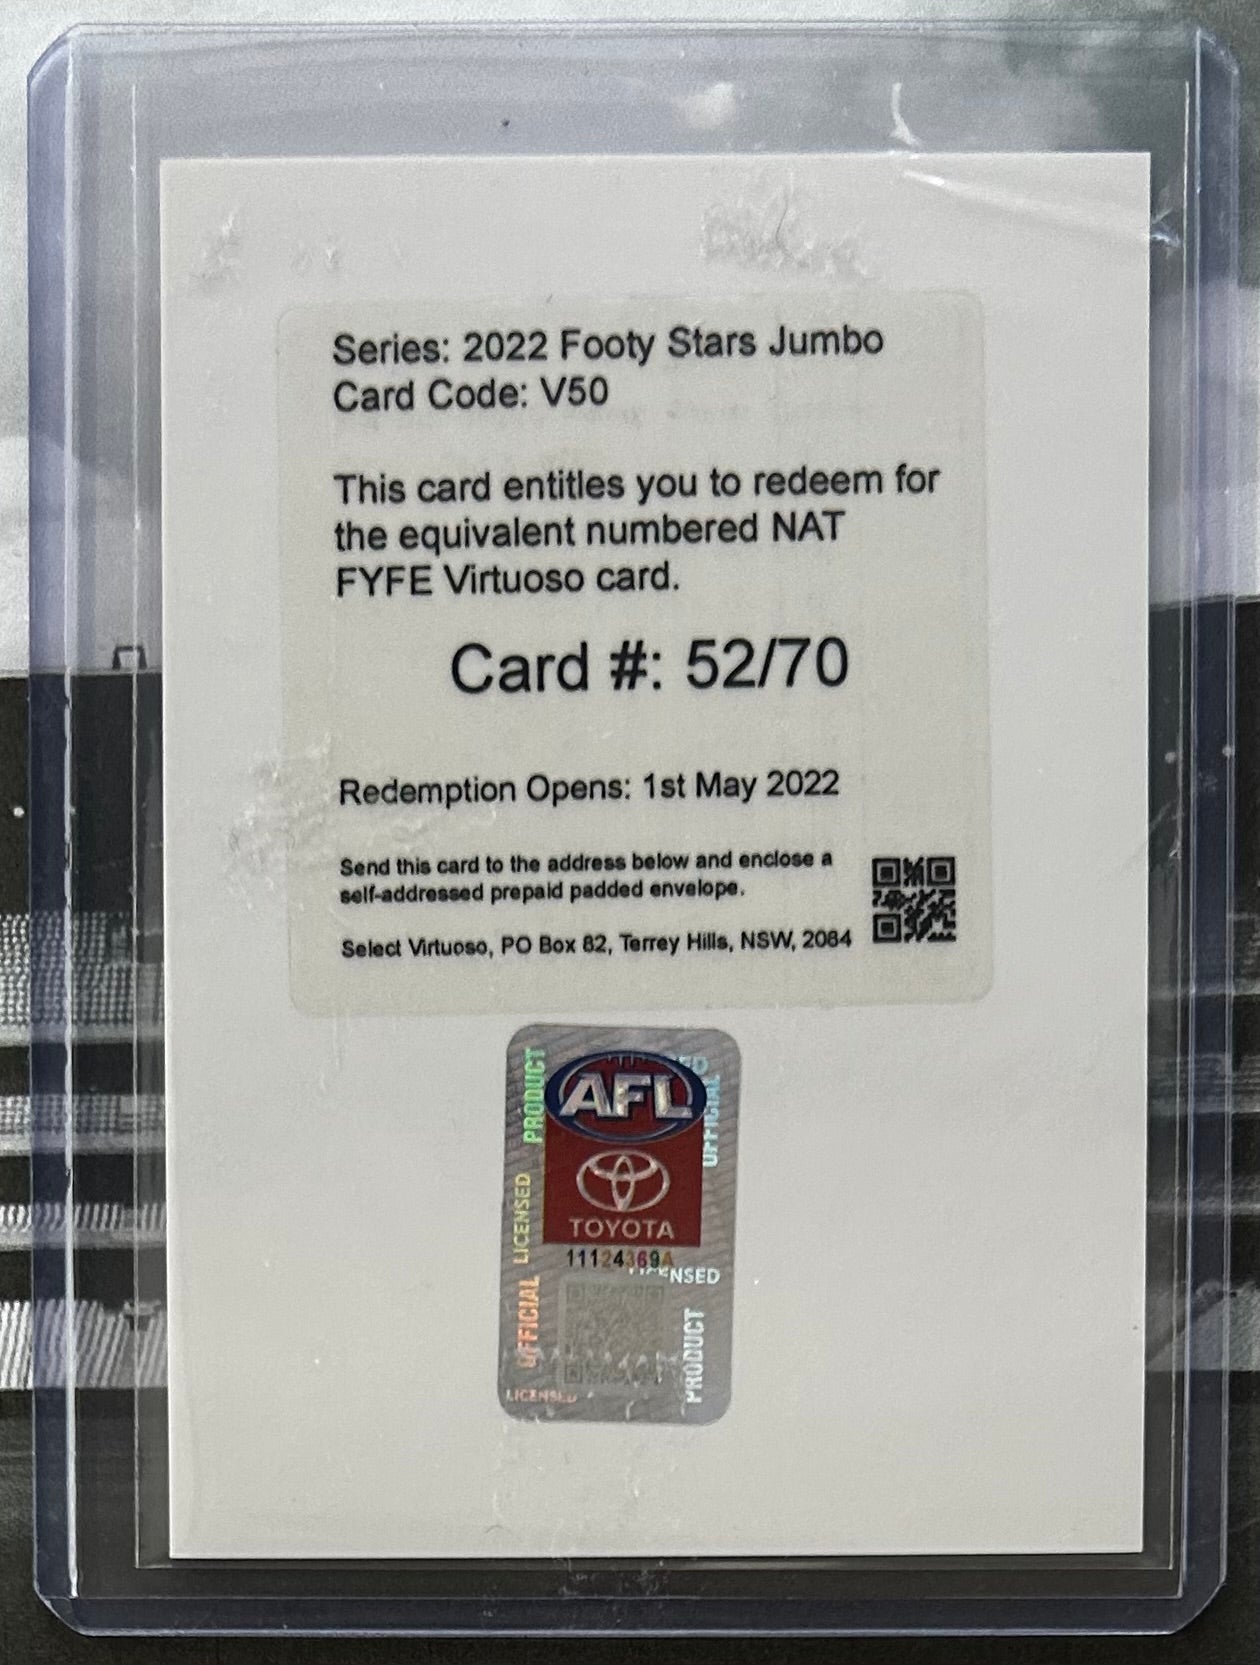 Series: 2022 Footy Stars Jumbo
Card Code: V50
This card entitles you to redeem for
the equivalent numbered NAT
FYFE Virtuoso card.
Card #: 52/70
Redemption Opens: 1st May 2022
Send this card to the address below and enclose a
self-addressed prepaid padded envelope.
Select Virtuoso, PO Box 82, Terrey Hills, NSW, 2084
AFL
TOYOTA
11124369A
OFFICIAL LICENSED PRODUCT
OFFICIAL
PRODUCT
LICENSED